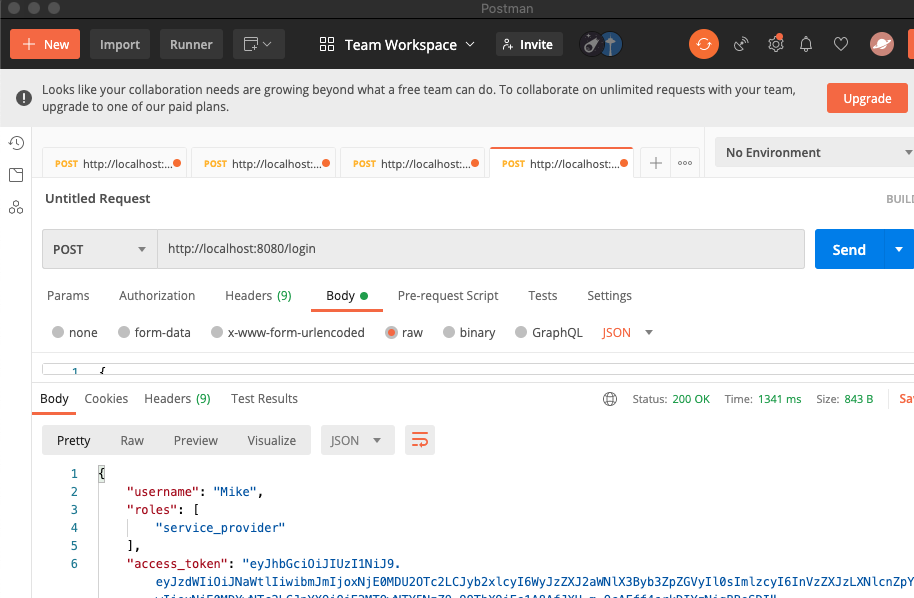 Postman
New Import Runner Team Workspace Invite
Looks like your collaboration needs are growing beyond what a free team can do. To collaborate on unlimited requests with your team,
upgrade to one of our paid plans.
Upgrade
POST http://localhost:... POST http://localhost:... POST http://localhost:... POST http://localhost:... No Environment
Untitled Request BUILD
POST http://localhost:8080/login Send
Params Authorization Headers (9) Body Pre-request Script Tests Settings
none form-data x-www-form-urlencoded raw binary GraphQL JSON
1 {
Body Cookies Headers (9) Test Results Status: 200 OK Time: 1341 ms Size: 843 B Sav
Pretty Raw Preview Visualize JSON
1 {
2 "username": "Mike",
3 "roles": [
4 "service_provider"
5 ],
6 "access_token": "eyJhbGciOiJIUzI1NiJ9.
eyJzdWIiOiJNaWtlIiwibmJmIjoxNjE0MDU2OTc2LCJyb2xlcyI6WyJzZXJ2aWNlX3Byb3ZpZGVyIl0sImlzcyI6InVzZXJzLXNlcnZpY